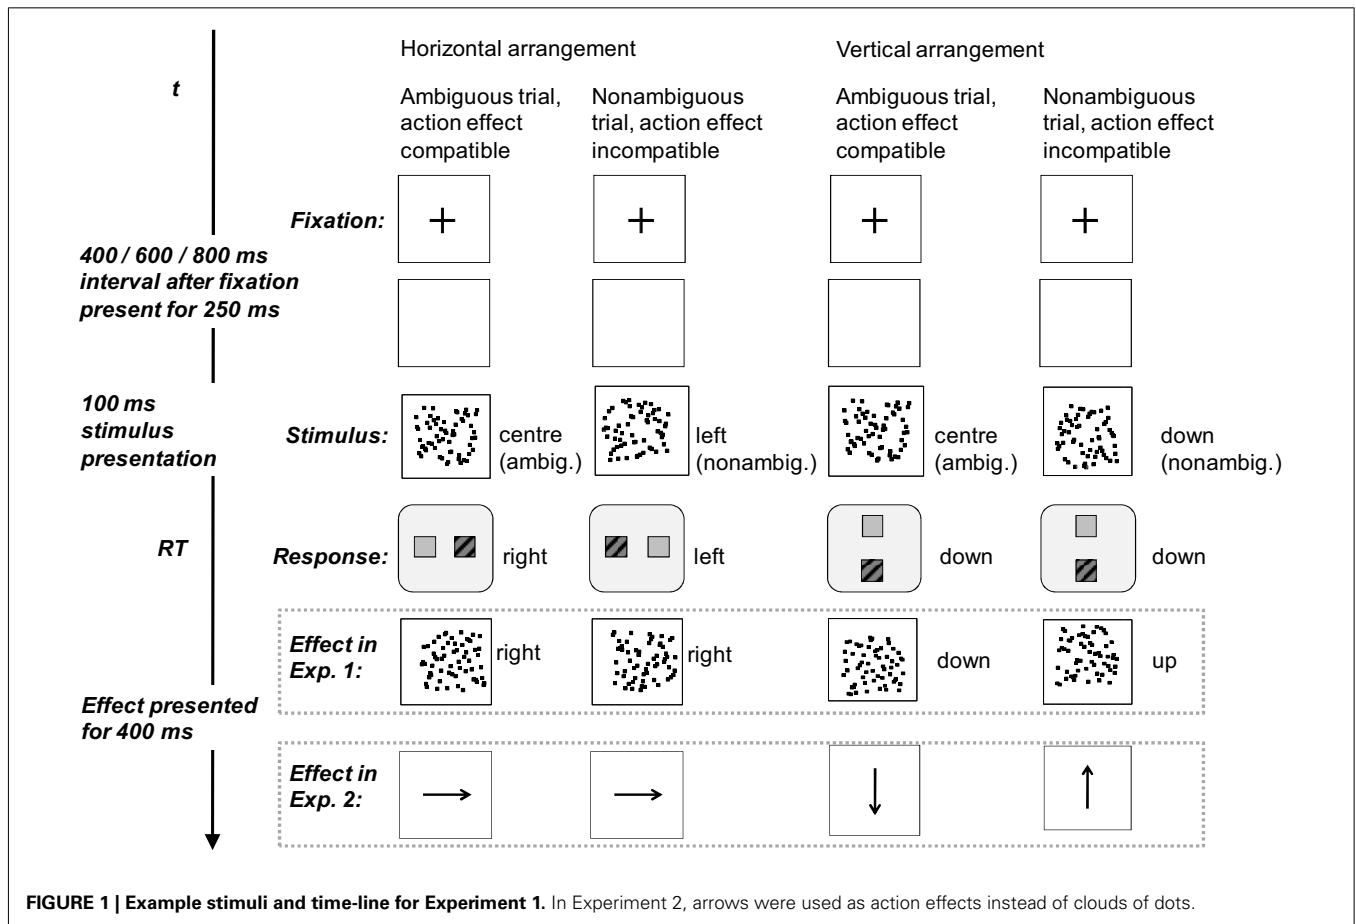 Horizontal arrangement
Vertical arrangement
t
Ambiguous trial,
action effect
compatible
Nonambiguous
trial, action effect
incompatible
Ambiguous trial,
action effect
compatible
Nonambiguous
trial, action effect
incompatible
Fixation:
400 / 600 / 800 ms
interval after fixation
present for 250 ms
100 ms
stimulus
presentation
Stimulus:
centre
(ambig.)
left
(nonambig.)
centre
(ambig.)
down
(nonambig.)
RT
Response:
right
left
down
down
Effect in
Exp. 1:
right
right
down
up
Effect presented
for 400 ms
Effect in
Exp. 2:
FIGURE 1 | Example stimuli and time-line for Experiment 1. In Experiment 2, arrows were used as action effects instead of clouds of dots.